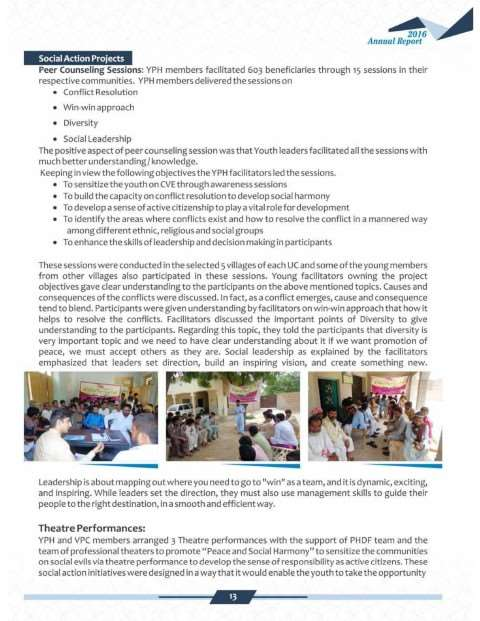 2016
Annual Report
Social Action Projects
Peer Counseling Sessions: YPH members facilitated 603 beneficiaries through 15 sessions in their
respective communities. YPH members delivered the sessions on
• Conflict Resolution
• Win-win approach
• Diversity
• Social Leadership
The positive aspect of peer counseling session was that Youth leaders facilitated all the sessions with
much better understanding / knowledge.
Keeping in view the following objectives the YPH facilitators led the sessions.
• To sensitize the youth on CVE through awareness sessions
• To build the capacity on conflict resolution to develop social harmony
• To develop a sense of active citizenship to play a vital role for development
• To identify the areas where conflicts exist and how to resolve the conflict in a mannered way
among different ethnic, religious and social groups
• To enhance the skills of leadership and decision making in participants
These sessions were conducted in the selected 5 villages of each UC and some of the young members
from other villages also participated in these sessions. Young facilitators owning the project
objectives gave clear understanding to the participants on the above mentioned topics. Causes and
consequences of the conflicts were discussed. In fact, as a conflict emerges, cause and consequence
tend to blend. Participants were given understanding by facilitators on win-win approach that how it
helps to resolve the conflicts. Facilitators discussed the important points of Diversity to give
understanding to the participants. Regarding this topic, they told the participants that diversity is
very important topic and we need to have clear understanding about it if we want promotion of
peace, we must accept others as they are. Social leadership as explained by the facilitators
emphasized that leaders set direction, build an inspiring vision, and create something new.
Leadership is about mapping out where you need to go to "win" as a team, and it is dynamic, exciting,
and inspiring. While leaders set the direction, they must also use management skills to guide their
people to the right destination, in a smooth and efficient way.
Theatre Performances:
YPH and VPC members arranged 3 Theatre performances with the support of PHDF team and the
team of professional theaters to promote “Peace and Social Harmony” to sensitize the communities
on social evils via theatre performance to develop the sense of responsibility as active citizens. These
social action initiatives were designed in a way that it would enable the youth to take the opportunity
13